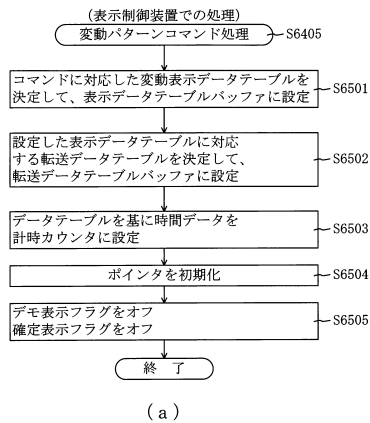 (表示制御装置での処理)
変動パターンコマンド処理 S6405
コマンドに対応した変動表示データテーブルを
決定して、表示データテーブルバッファに設定
S6501
設定した表示データテーブルに対応
する転送データテーブルを決定して、
転送データテーブルバッファに設定
S6502
データテーブルを基に時間データを
計時カウンタに設定
S6503
ポインタを初期化 S6504
デモ表示フラグをオフ
確定表示フラグをオフ
S6505
終 了
(a)